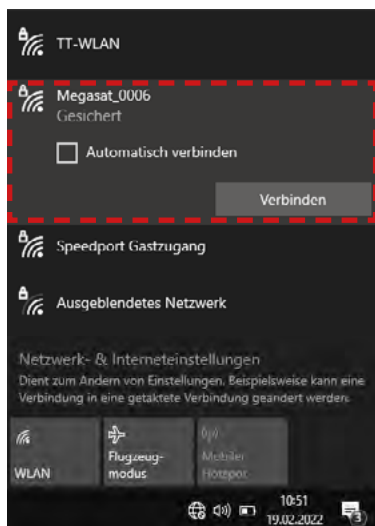 TT-WLAN
Megasat_0006
Gesichert
Automatisch verbinden
Verbinden
Speedport Gastzugang
Ausgeblendetes Netzwerk
Netzwerk- & Interneteinstellungen
Dient zum Ändern von Einstellungen. Beispielsweise kann eine
Verbindung in eine getaktete Verbindung geändert werden.
WLAN
Flugzeug-
modus
Mobiler
Hotspot
10:51
19.02.2022
3